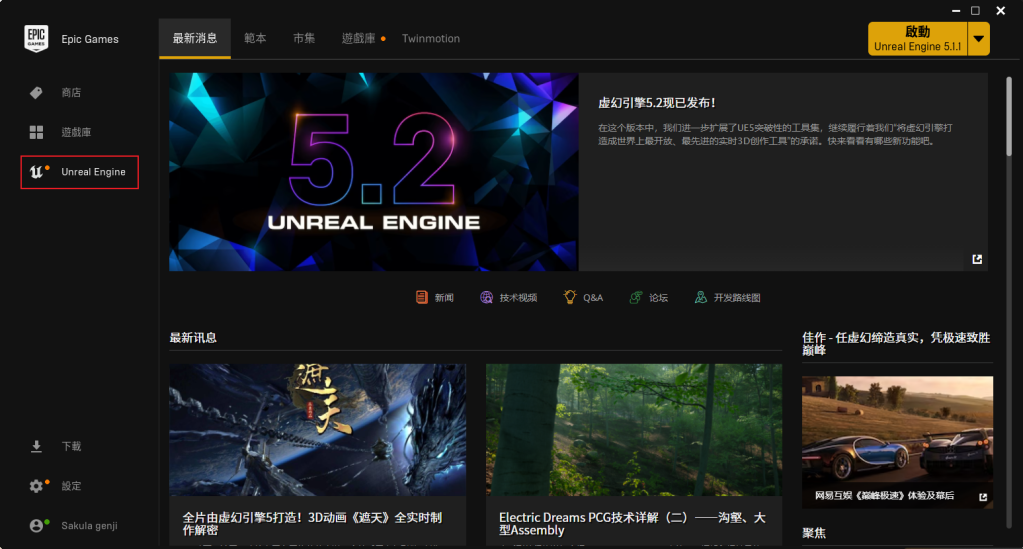 EPIC
GAMES
Epic Games
最新消息
範本
市集
遊戲庫
Twinmotion
啟動
Unreal Engine 5.1.1
商店
遊戲庫
Unreal Engine
5.2
UNREAL ENGINE
虚幻引擎5.2现已发布!
在这个版本中,我们进一步扩展了UE5突破性的工具集,继续履行着我们“将虚幻引擎打
造成世界上最开放、最先进的实时3D创作工具”的承诺。快来看看有哪些新功能吧。
新闻
技术视频
Q&A
论坛
开发路线图
最新讯息
佳作 - 任虚幻缔造真实，凭极速致胜
巅峰
遮天
全片由虚幻引擎5打造！3D动画《遮天》全实时制
作解密
Electric Dreams PCG技术详解（二）——沟壑、大
型Assembly
网易互娱《巅峰极速》体验及幕后
聚焦
下載
設定
Sakula genji